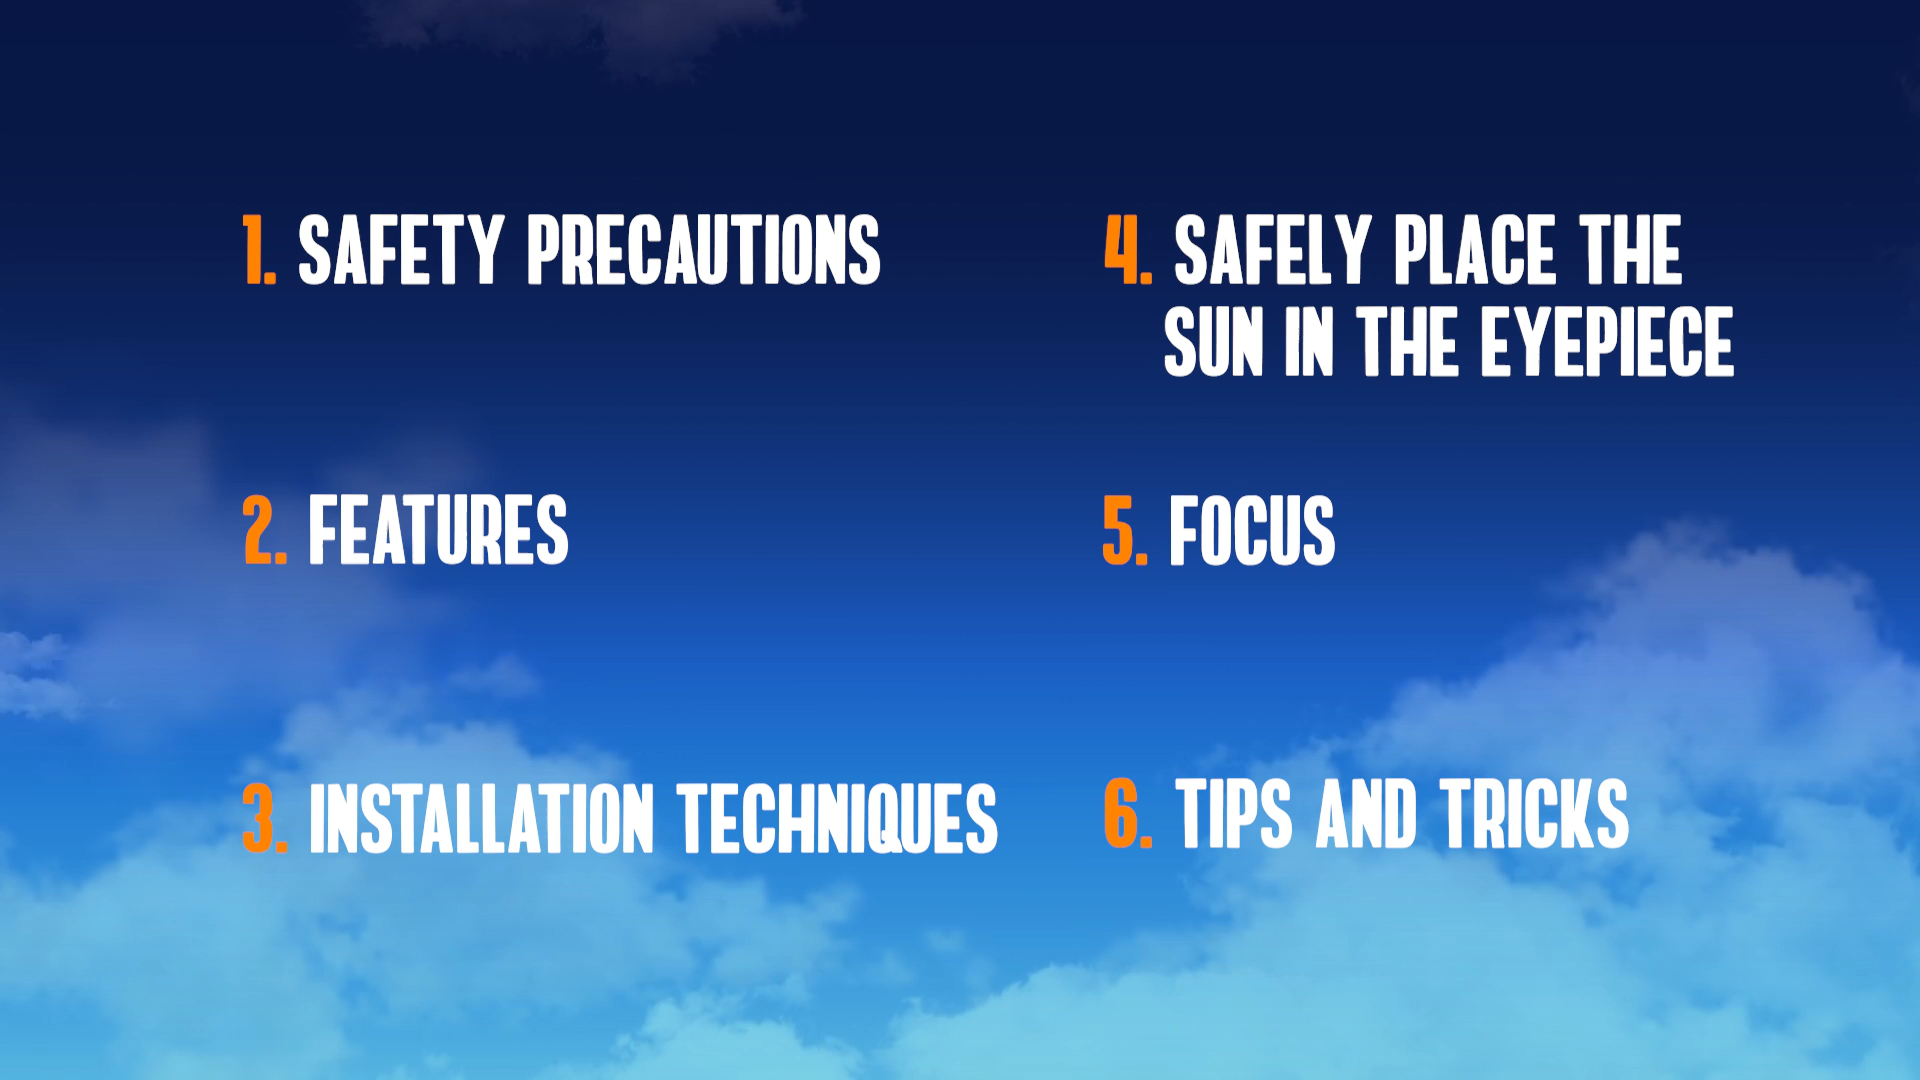 1. SAFETY PRECAUTIONS
2. FEATURES
3. INSTALLATION TECHNIQUES
4. SAFELY PLACE THE
SUN IN THE EYEPIECE
5. FOCUS
6. TIPS AND TRICKS